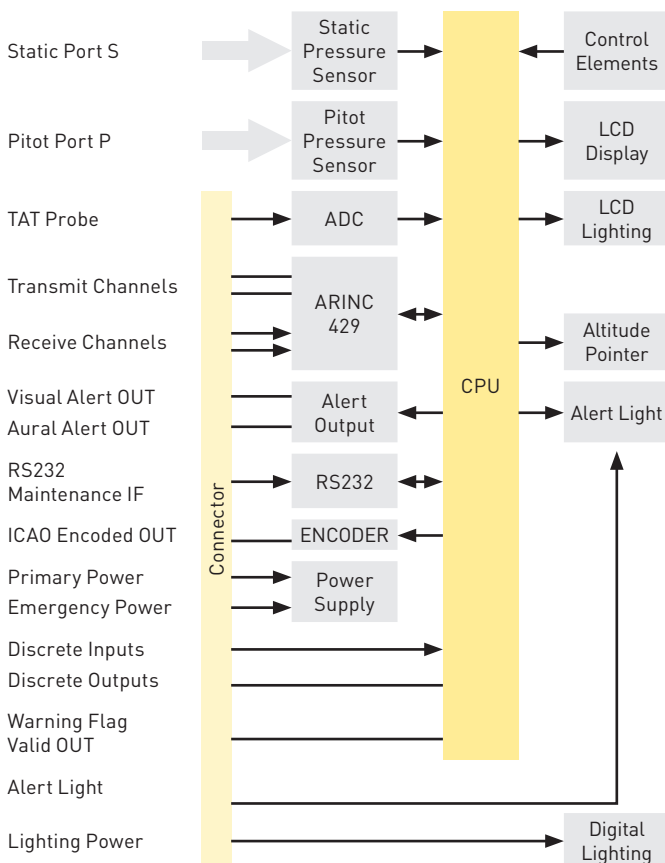 Static Port S
Static
Pressure
Sensor
Control
Elements
Pitot Port P
Pitot
Pressure
Sensor
LCD
Display
TAT Probe
ADC
LCD
Lighting
Transmit Channels
Receive Channels
ARINC
429
Altitude
Pointer
CPU
Visual Alert OUT
Aural Alert OUT
Alert
Output
Alert Light
RS232
Maintenance IF
RS232
Connector
ICAO Encoded OUT
ENCODER
Primary Power
Emergency Power
Power
Supply
Discrete Inputs
Discrete Outputs
Warning Flag
Valid OUT
Alert Light
Lighting Power
Digital
Lighting